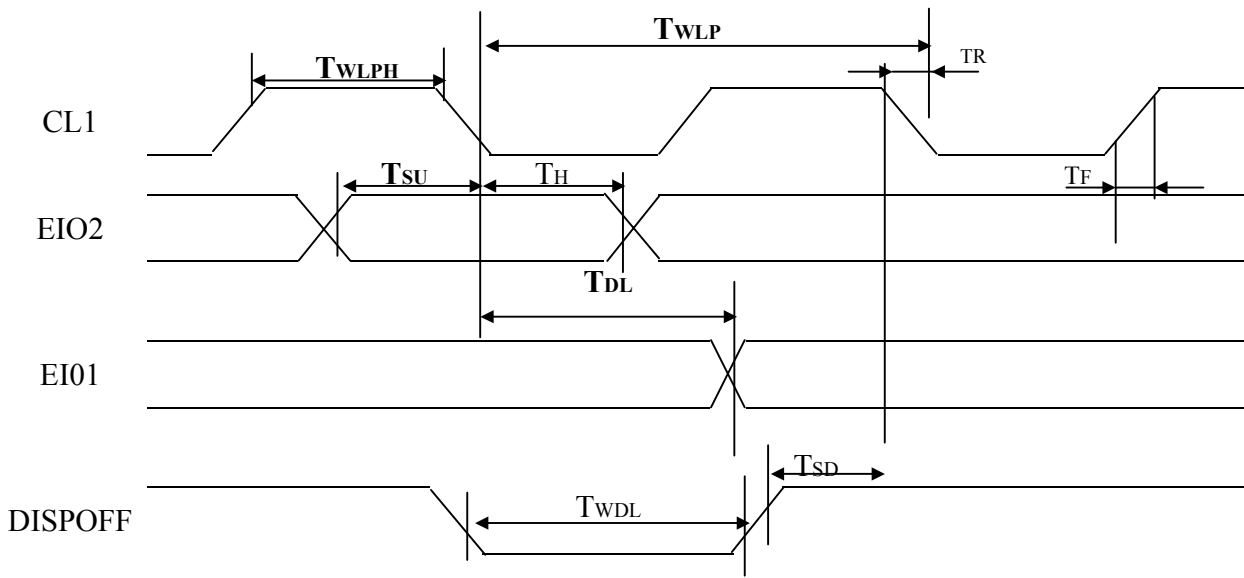 TWLP
TR
TWLPH
CL1
TSU
TH
TF
EIO2
TDL
EI01
TSD
TWDL
DISPOFF